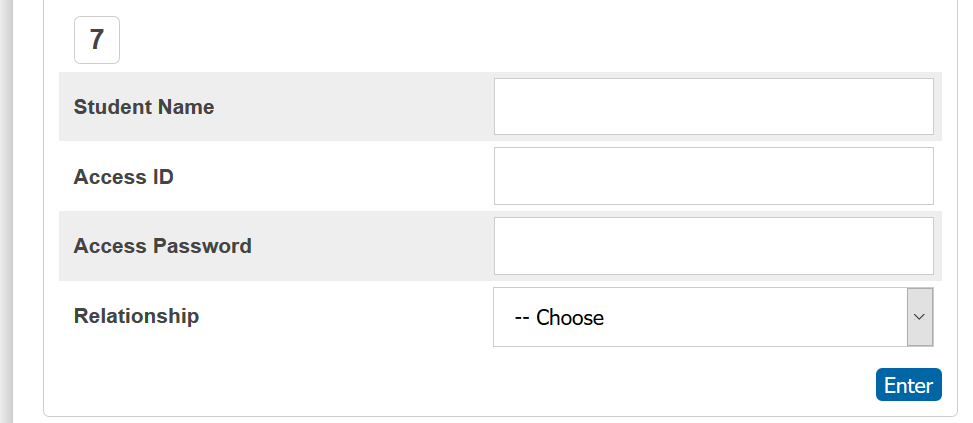 7
Student Name
Access ID
Access Password
Relationship
-- Choose
Enter